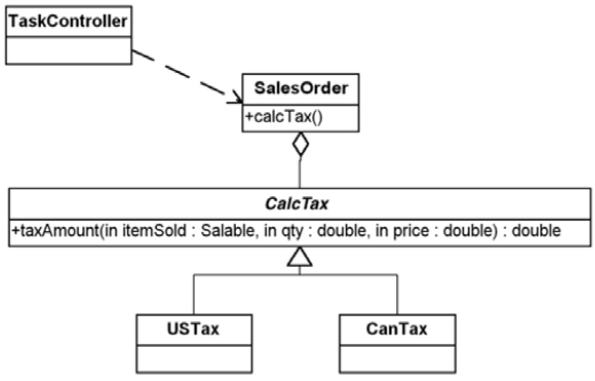 TaskController
SalesOrder
+calcTax()
CalcTax
+taxAmount(in itemSold : Salable, in qty : double, in price : double) : double
USTax
CanTax